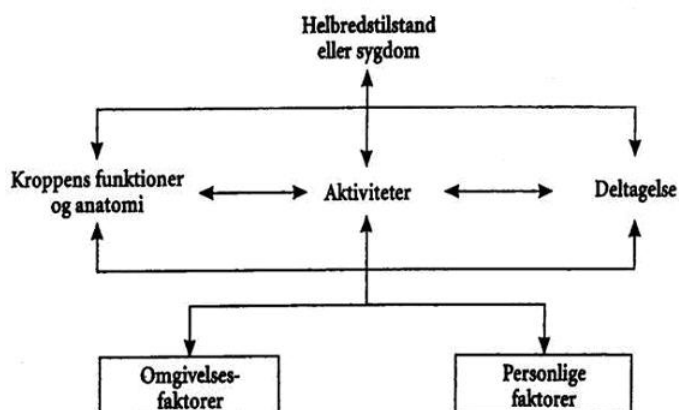 Helbredstilstand
eller sygdom
Kroppens funktioner
og anatomi
Aktiviteter
Deltagelse
Omgivelses-
faktorer
Personlige
faktorer